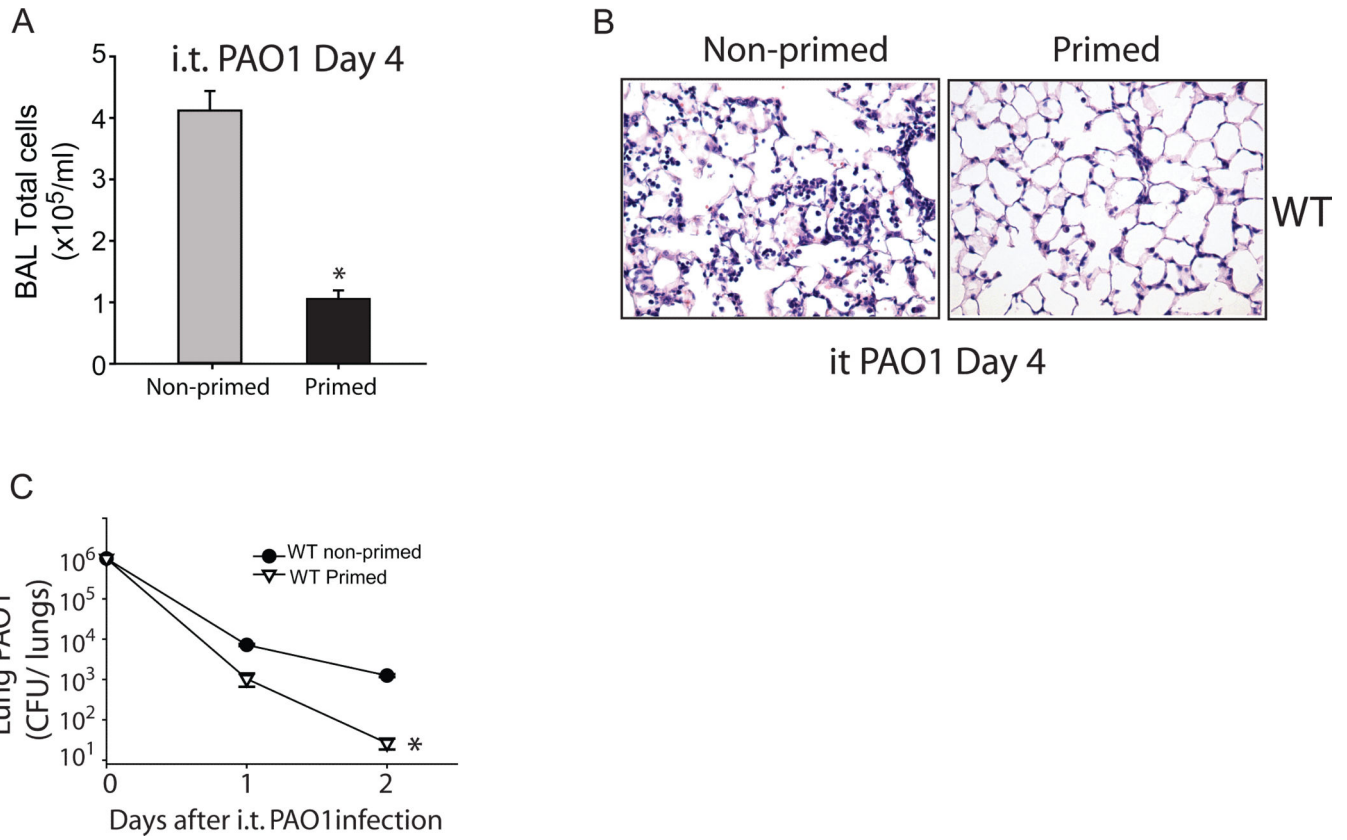 A
i.t. PAO1 Day 4
BAL Total cells
(x10⁵/ml)
5
4
3
2
1
0
*
Non-primed
Primed
B
Non-primed
Primed
WT
it PAO1 Day 4
C
WT non-primed
WT Primed
(CFU/ lungs)
10⁶
10⁵
10⁴
10³
10²
10¹
*
0
1
2
Days after i.t. PAO1infection